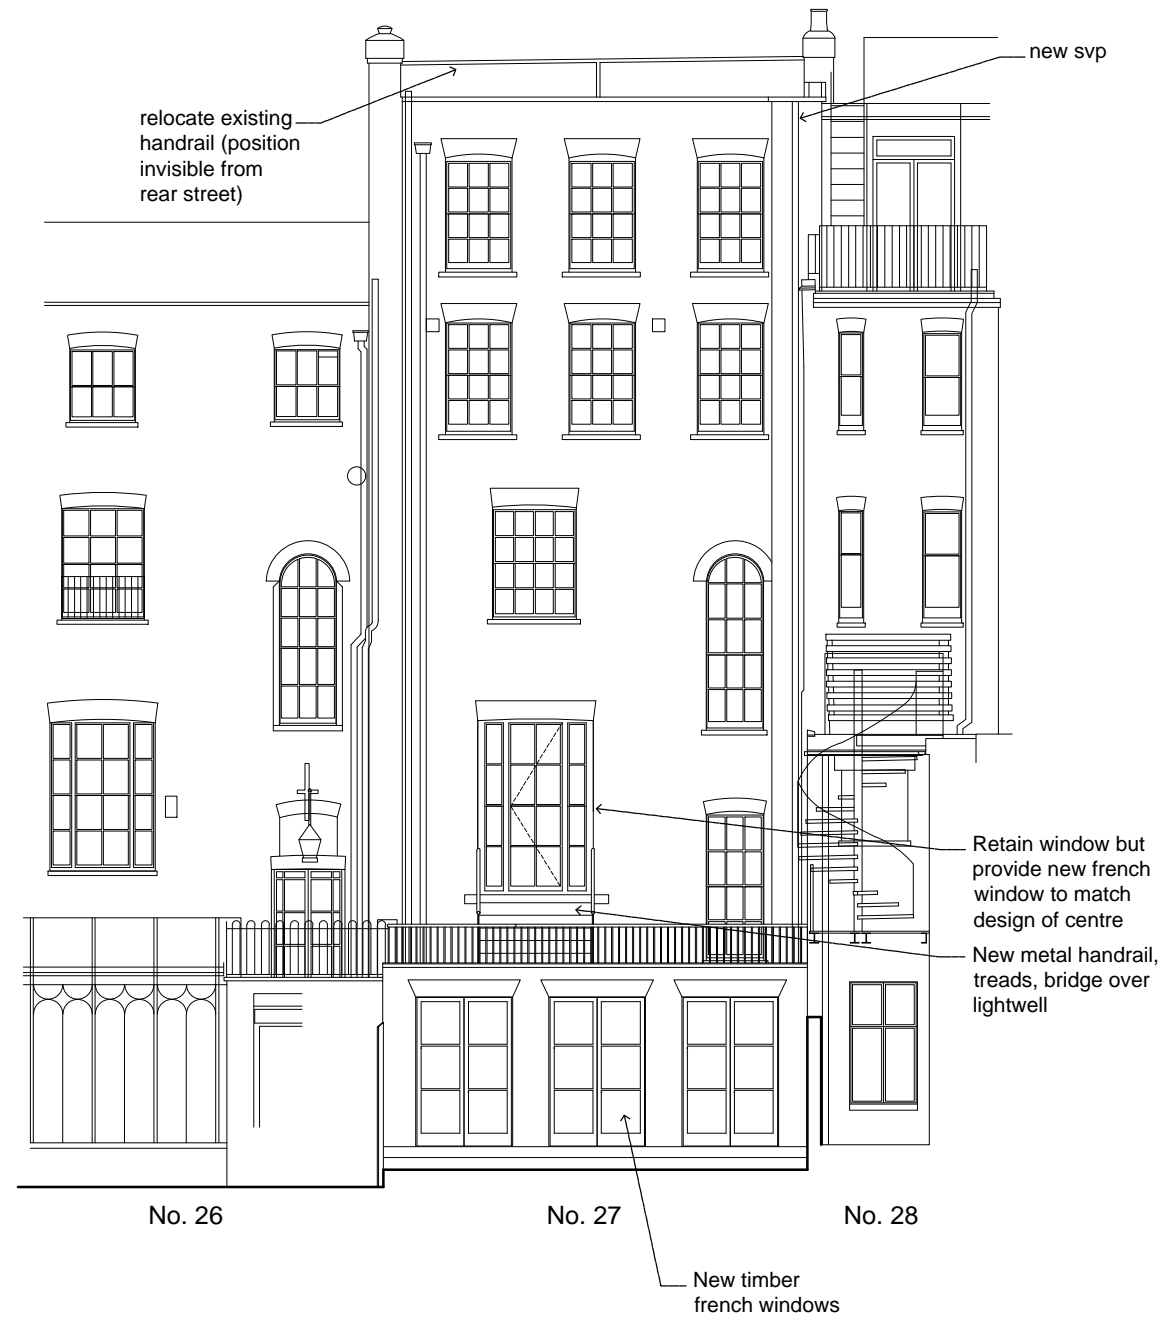 new svp
relocate existing
handrail (position
invisible from
rear street)
Retain window but
provide new french
window to match
design of centre
New metal handrail,
treads, bridge over
lightwell
No. 26
No. 27
No. 28
New timber
french windows